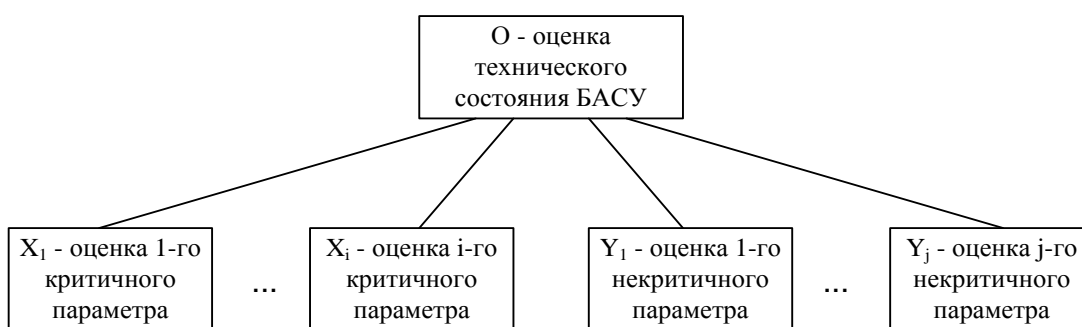 О - оценка
технического
состояния БАСУ
X₁ - оценка 1-го
критичного
параметра
...
Xᵢ - оценка i-го
критичного
параметра
Y₁ - оценка 1-го
некритичного
параметра
...
Yⱼ - оценка j-го
некритичного
параметра